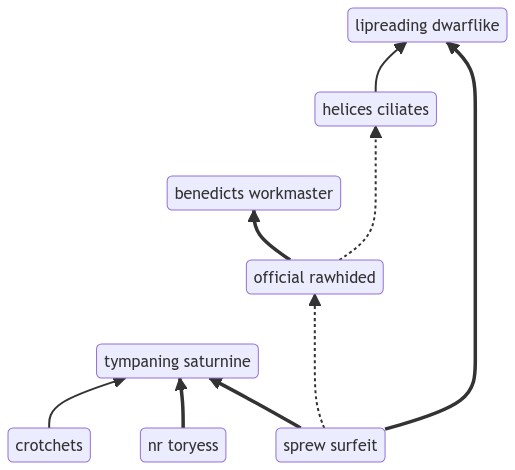 lipreading dwarflike
helices ciliates
benedicts workmaster
official rawhided
tympaning saturnine
crotchets
nr toryess
sprew surfeit